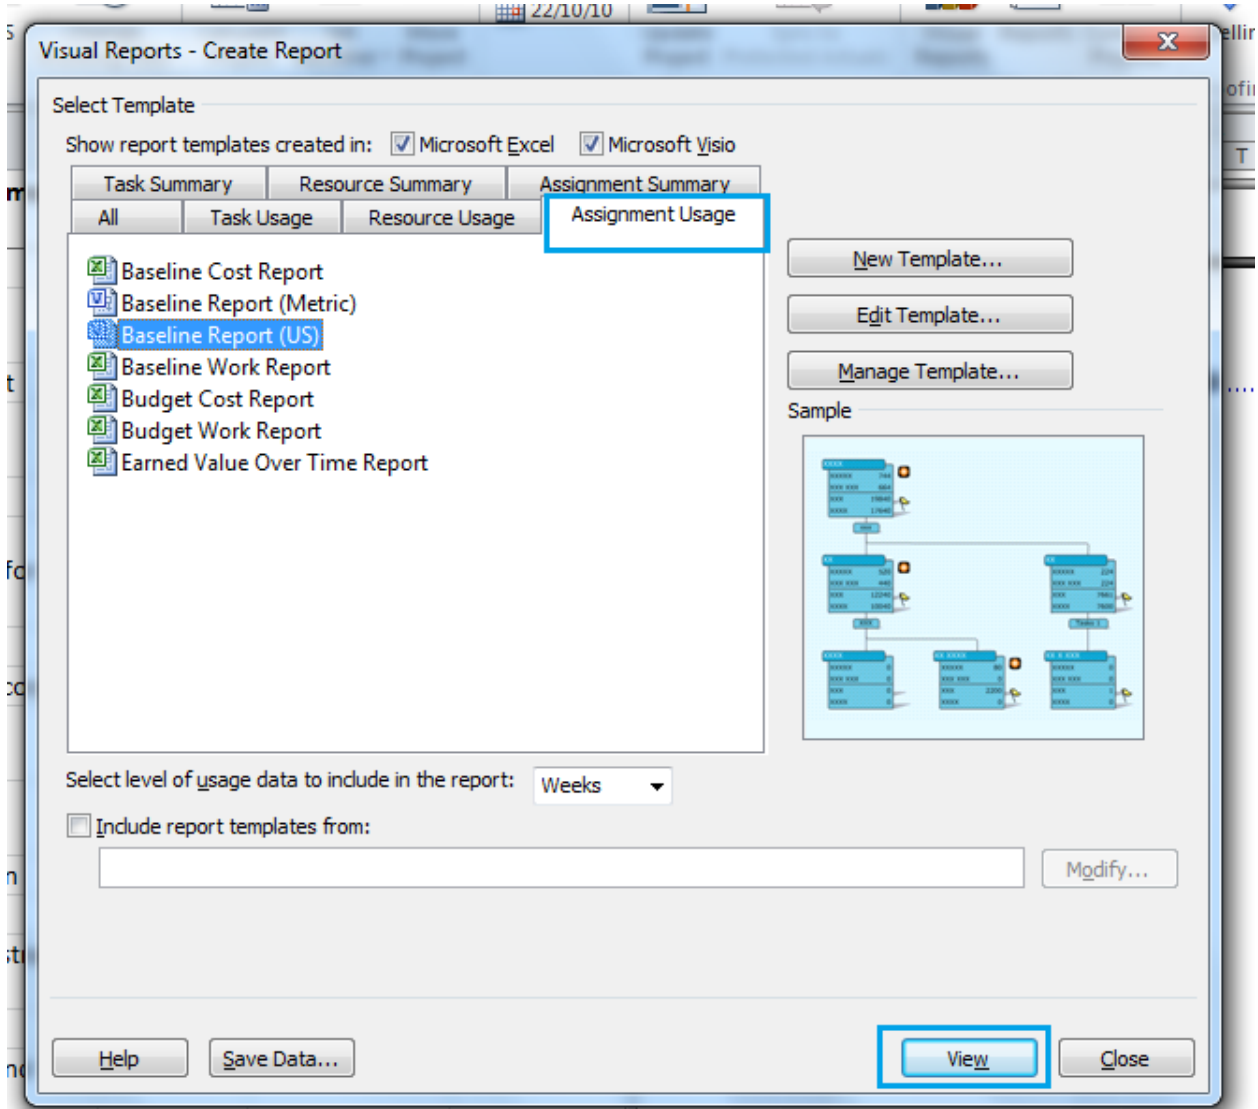 22/10/10
Visual Reports - Create Report
Select Template
Show report templates created in: Microsoft Excel Microsoft Visio
Task Summary Resource Summary Assignment Summary
All Task Usage Resource Usage Assignment Usage
Baseline Cost Report
Baseline Report (Metric)
Baseline Report (US)
Baseline Work Report
Budget Cost Report
Budget Work Report
Earned Value Over Time Report
New Template...
Edit Template...
Manage Template...
Sample
Select level of usage data to include in the report: Weeks
Include report templates from:
Modify...
Help Save Data... View Close